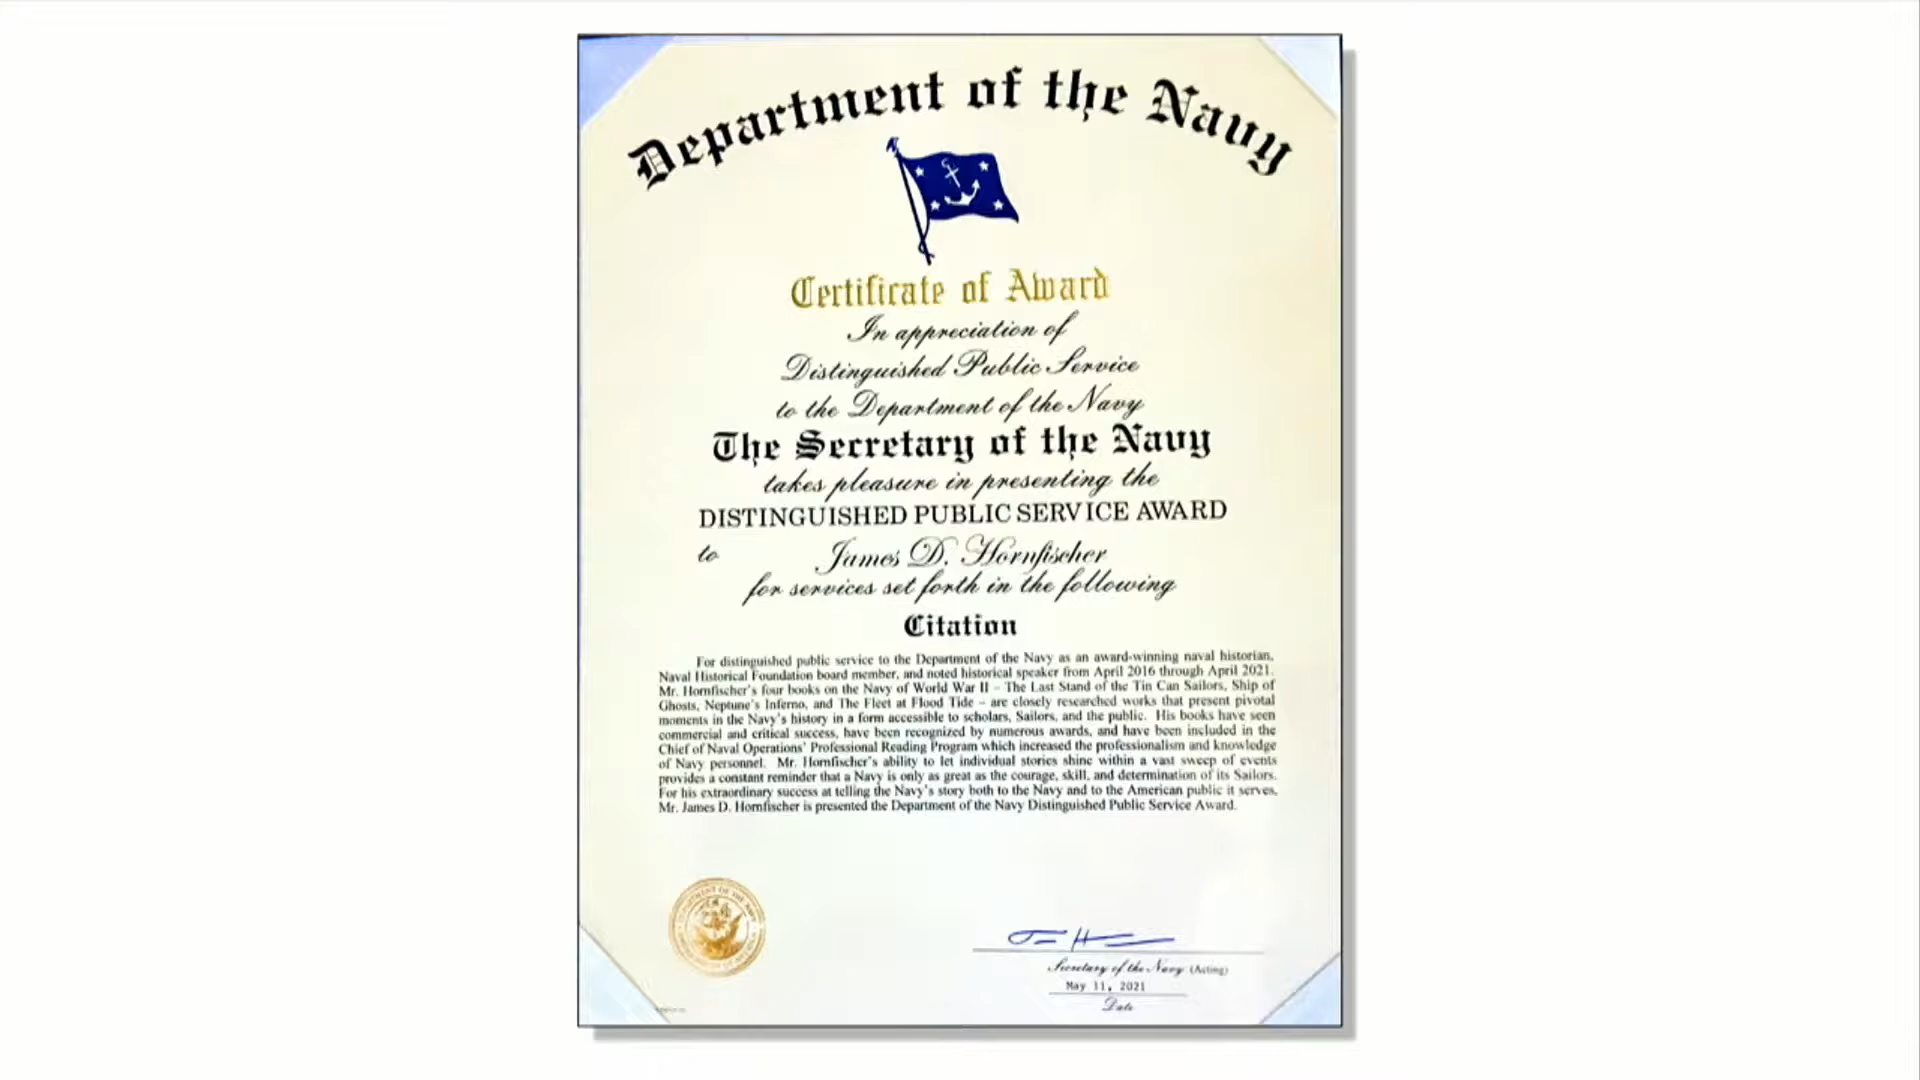 Department of the Navy
Certificate of Award
In appreciation of
Distinguished Public Service
to the Department of the Navy
The Secretary of the Navy
takes pleasure in presenting the
DISTINGUISHED PUBLIC SERVICE AWARD
to James D. Hornfischer
for services set forth in the following
Citation
For distinguished public service to the Department of the Navy as an award-winning naval historian,
Naval Historical Foundation board member, and noted historical speaker from April 2016 through April 2021.
Mr. Hornfischer's four books on the Navy of World War II – The Last Stand of the Tin Can Sailors, Ship of
Ghosts, Neptune's Inferno, and The Fleet at Flood Tide – are closely researched works that present pivotal
moments in the Navy's history in a form accessible to scholars, Sailors, and the public. His books have seen
commercial and critical success, have been recognized by numerous awards, and have been included in the
Chief of Naval Operations' Professional Reading Program which increased the professionalism and knowledge
of Navy personnel. Mr. Hornfischer's ability to let individual stories shine within a vast sweep of events
provides a constant reminder that a Navy is only as great as the courage, skill, and determination of its Sailors.
For his extraordinary success at telling the Navy's story both to the Navy and to the American public it serves,
Mr. James D. Hornfischer is presented the Department of the Navy Distinguished Public Service Award.
Secretary of the Navy (Acting)
May 11, 2021
Date